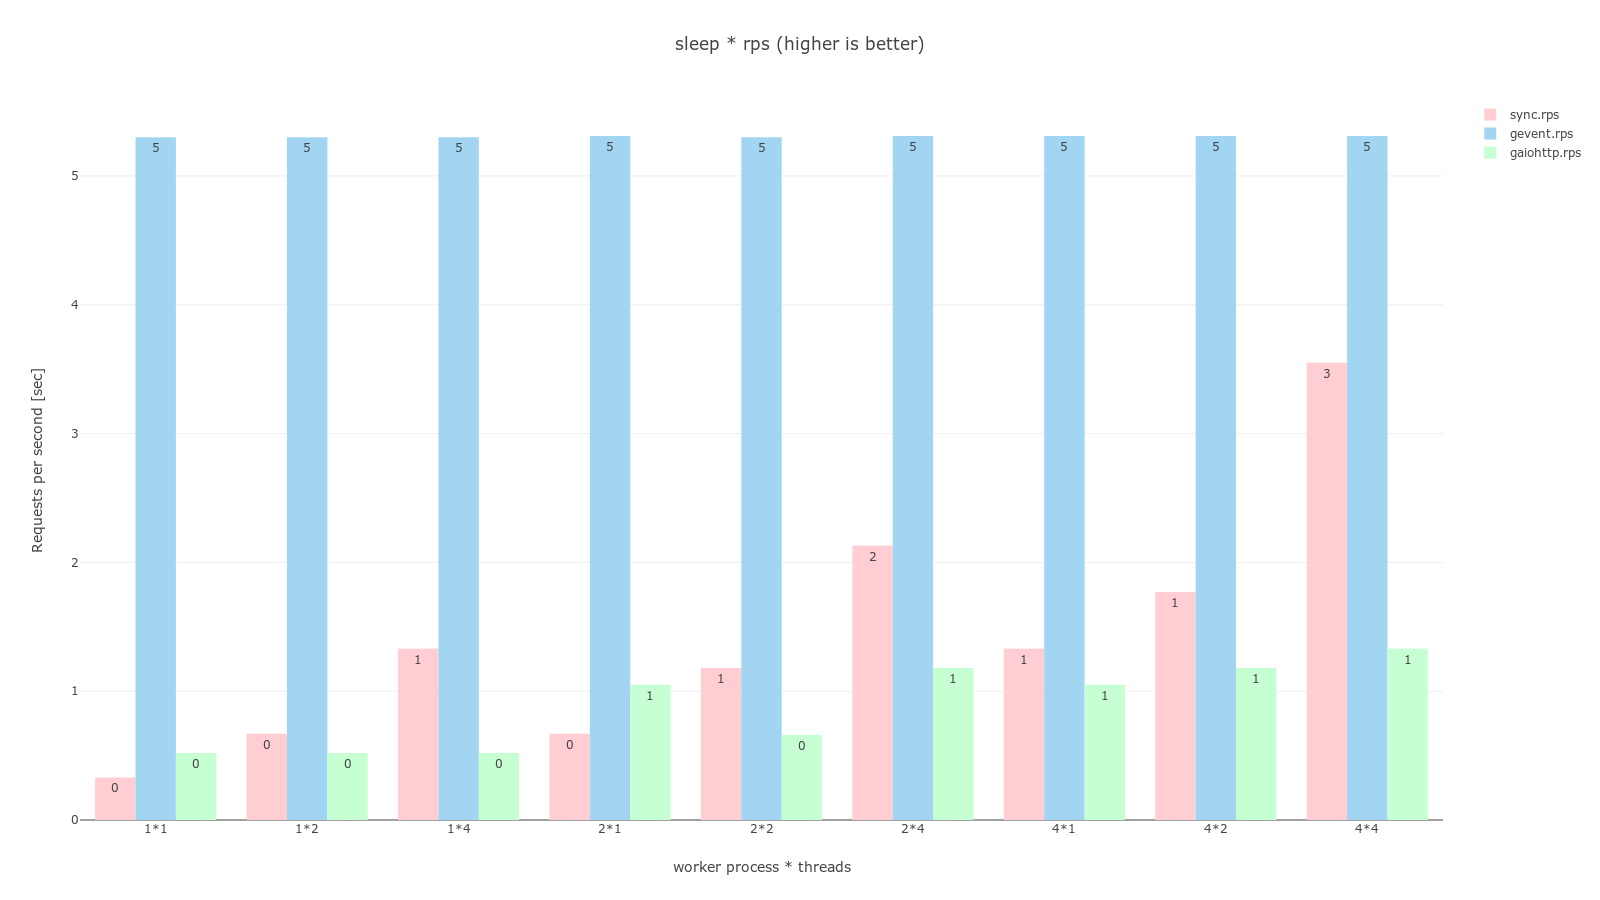 sleep * rps (higher is better)
sync.rps
gevent.rps
gaiohttp.rps
Requests per second [sec]
5
4
3
2
1
0
0 5 0
0 5 0
1 5 0
0 5 1
1 5 0
2 5 1
1 5 1
1 5 1
3 5 1
1*1 1*2 1*4 2*1 2*2 2*4 4*1 4*2 4*4
worker process * threads